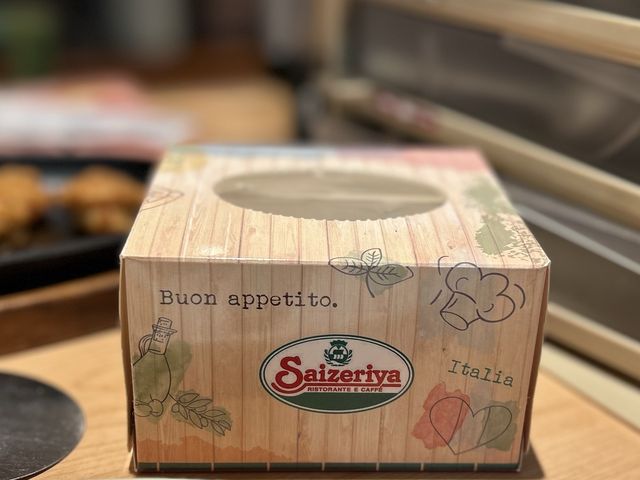 Buon appetito.
Saizeriya
RISTORANTE E CAFFÈ
Italia